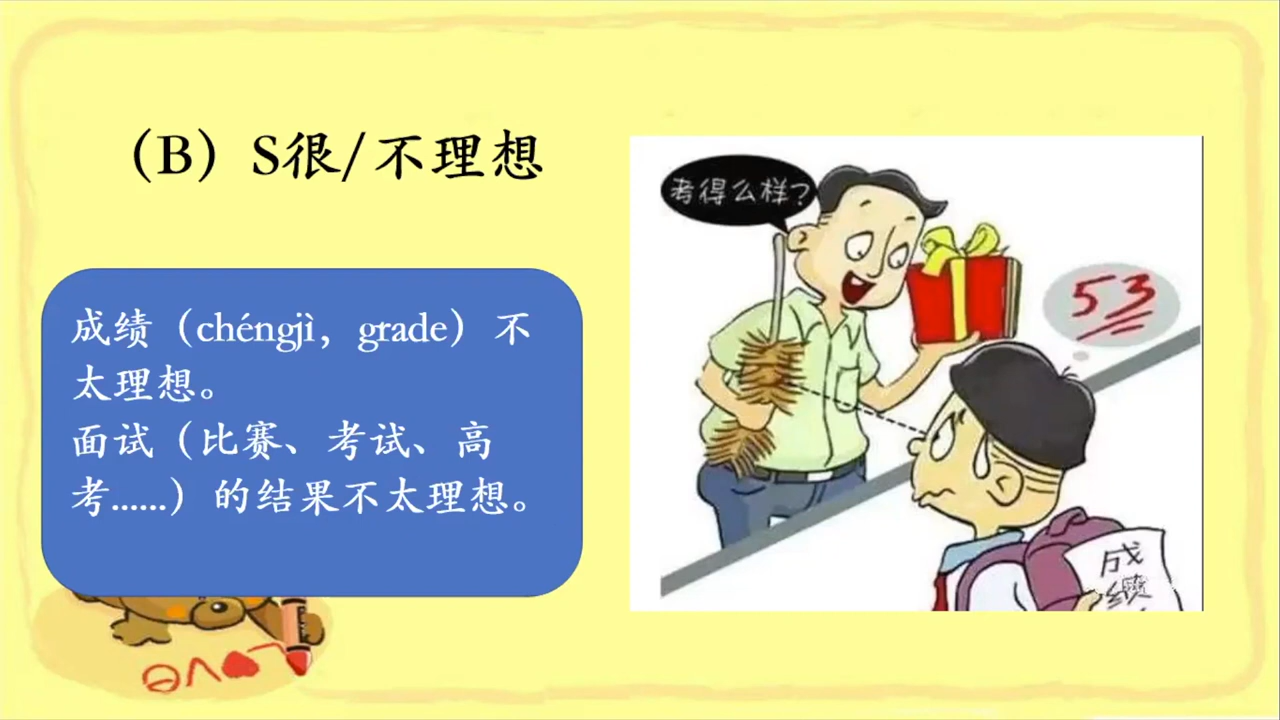 （B）S很/不理想
成绩（chéngjì，grade）不
太理想。
面试（比赛、考试、高
考......）的结果不太理想。
考得么样？
53
成
绩